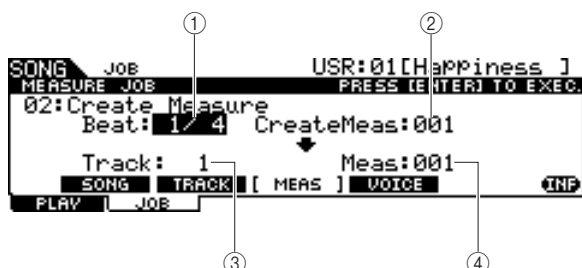 ① ②
SONG JOB USR:01[Happiness ]
MEASURE JOB PRESS [ENTER] TO EXEC.
02:Create Measure
Beat: 1/ 4 CreateMeas:001
Track: 1 Meas:001
SONG TRACK [ MEAS ] VOICE INP
PLAY JOB
③ ④